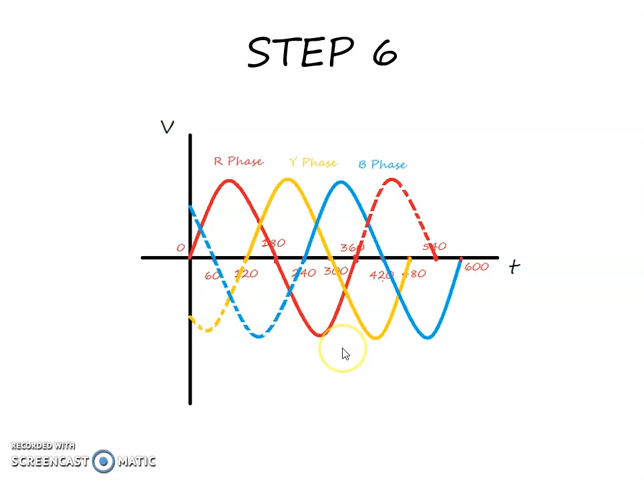 STEP 6
V
R Phase Y Phase B Phase
0 180 360 540
60 120 240 300 420 480 600
t
RECORDED WITH
SCREENCAST MATIC